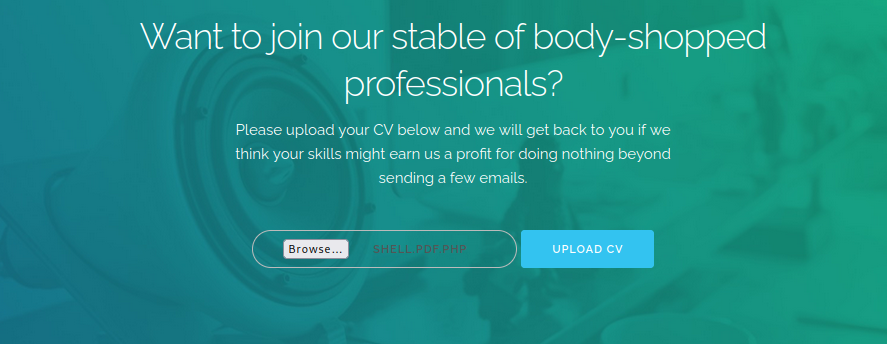 Want to join our stable of body-shopped
professionals?
Please upload your CV below and we will get back to you if we
think your skills might earn us a profit for doing nothing beyond
sending a few emails.
Browse... SHELL.PDF.PHP UPLOAD CV